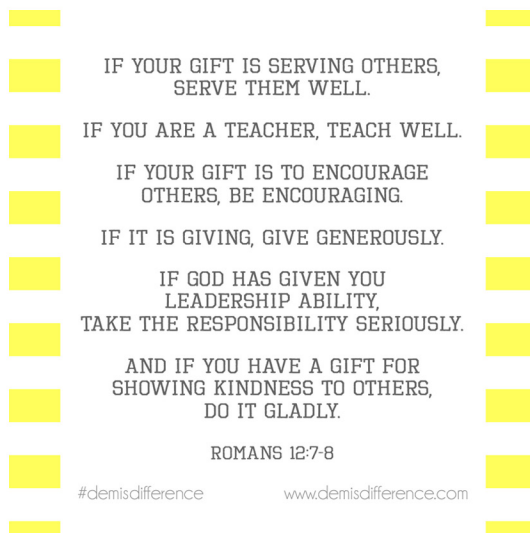 IF YOUR GIFT IS SERVING OTHERS,
SERVE THEM WELL.
IF YOU ARE A TEACHER, TEACH WELL.
IF YOUR GIFT IS TO ENCOURAGE
OTHERS, BE ENCOURAGING.
IF IT IS GIVING, GIVE GENEROUSLY.
IF GOD HAS GIVEN YOU
LEADERSHIP ABILITY,
TAKE THE RESPONSIBILITY SERIOUSLY.
AND IF YOU HAVE A GIFT FOR
SHOWING KINDNESS TO OTHERS,
DO IT GLADLY.
ROMANS 12:7-8
#demisdifference www.demisdifference.com